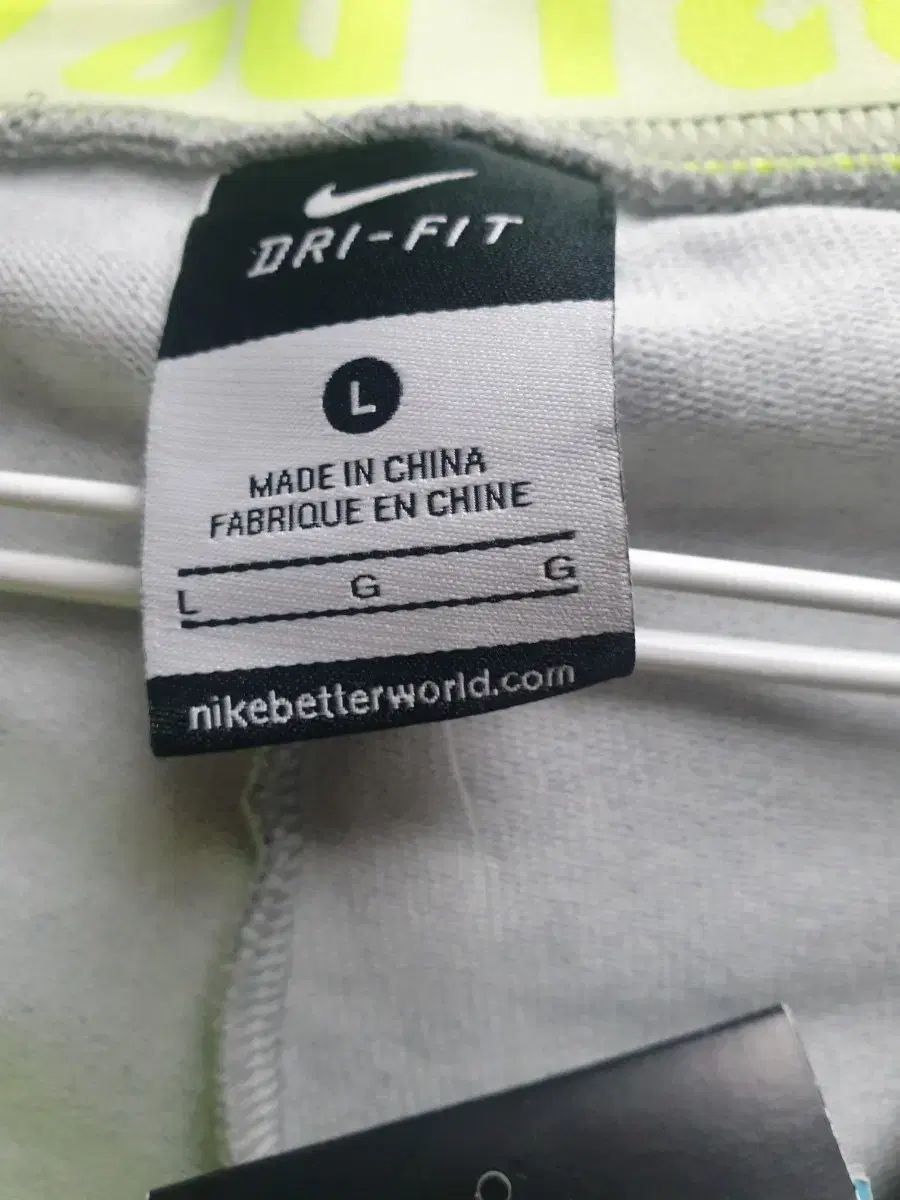 DRI-FIT
L
MADE IN CHINA
FABRIQUE EN CHINE
L G G
nikebetterworld.com